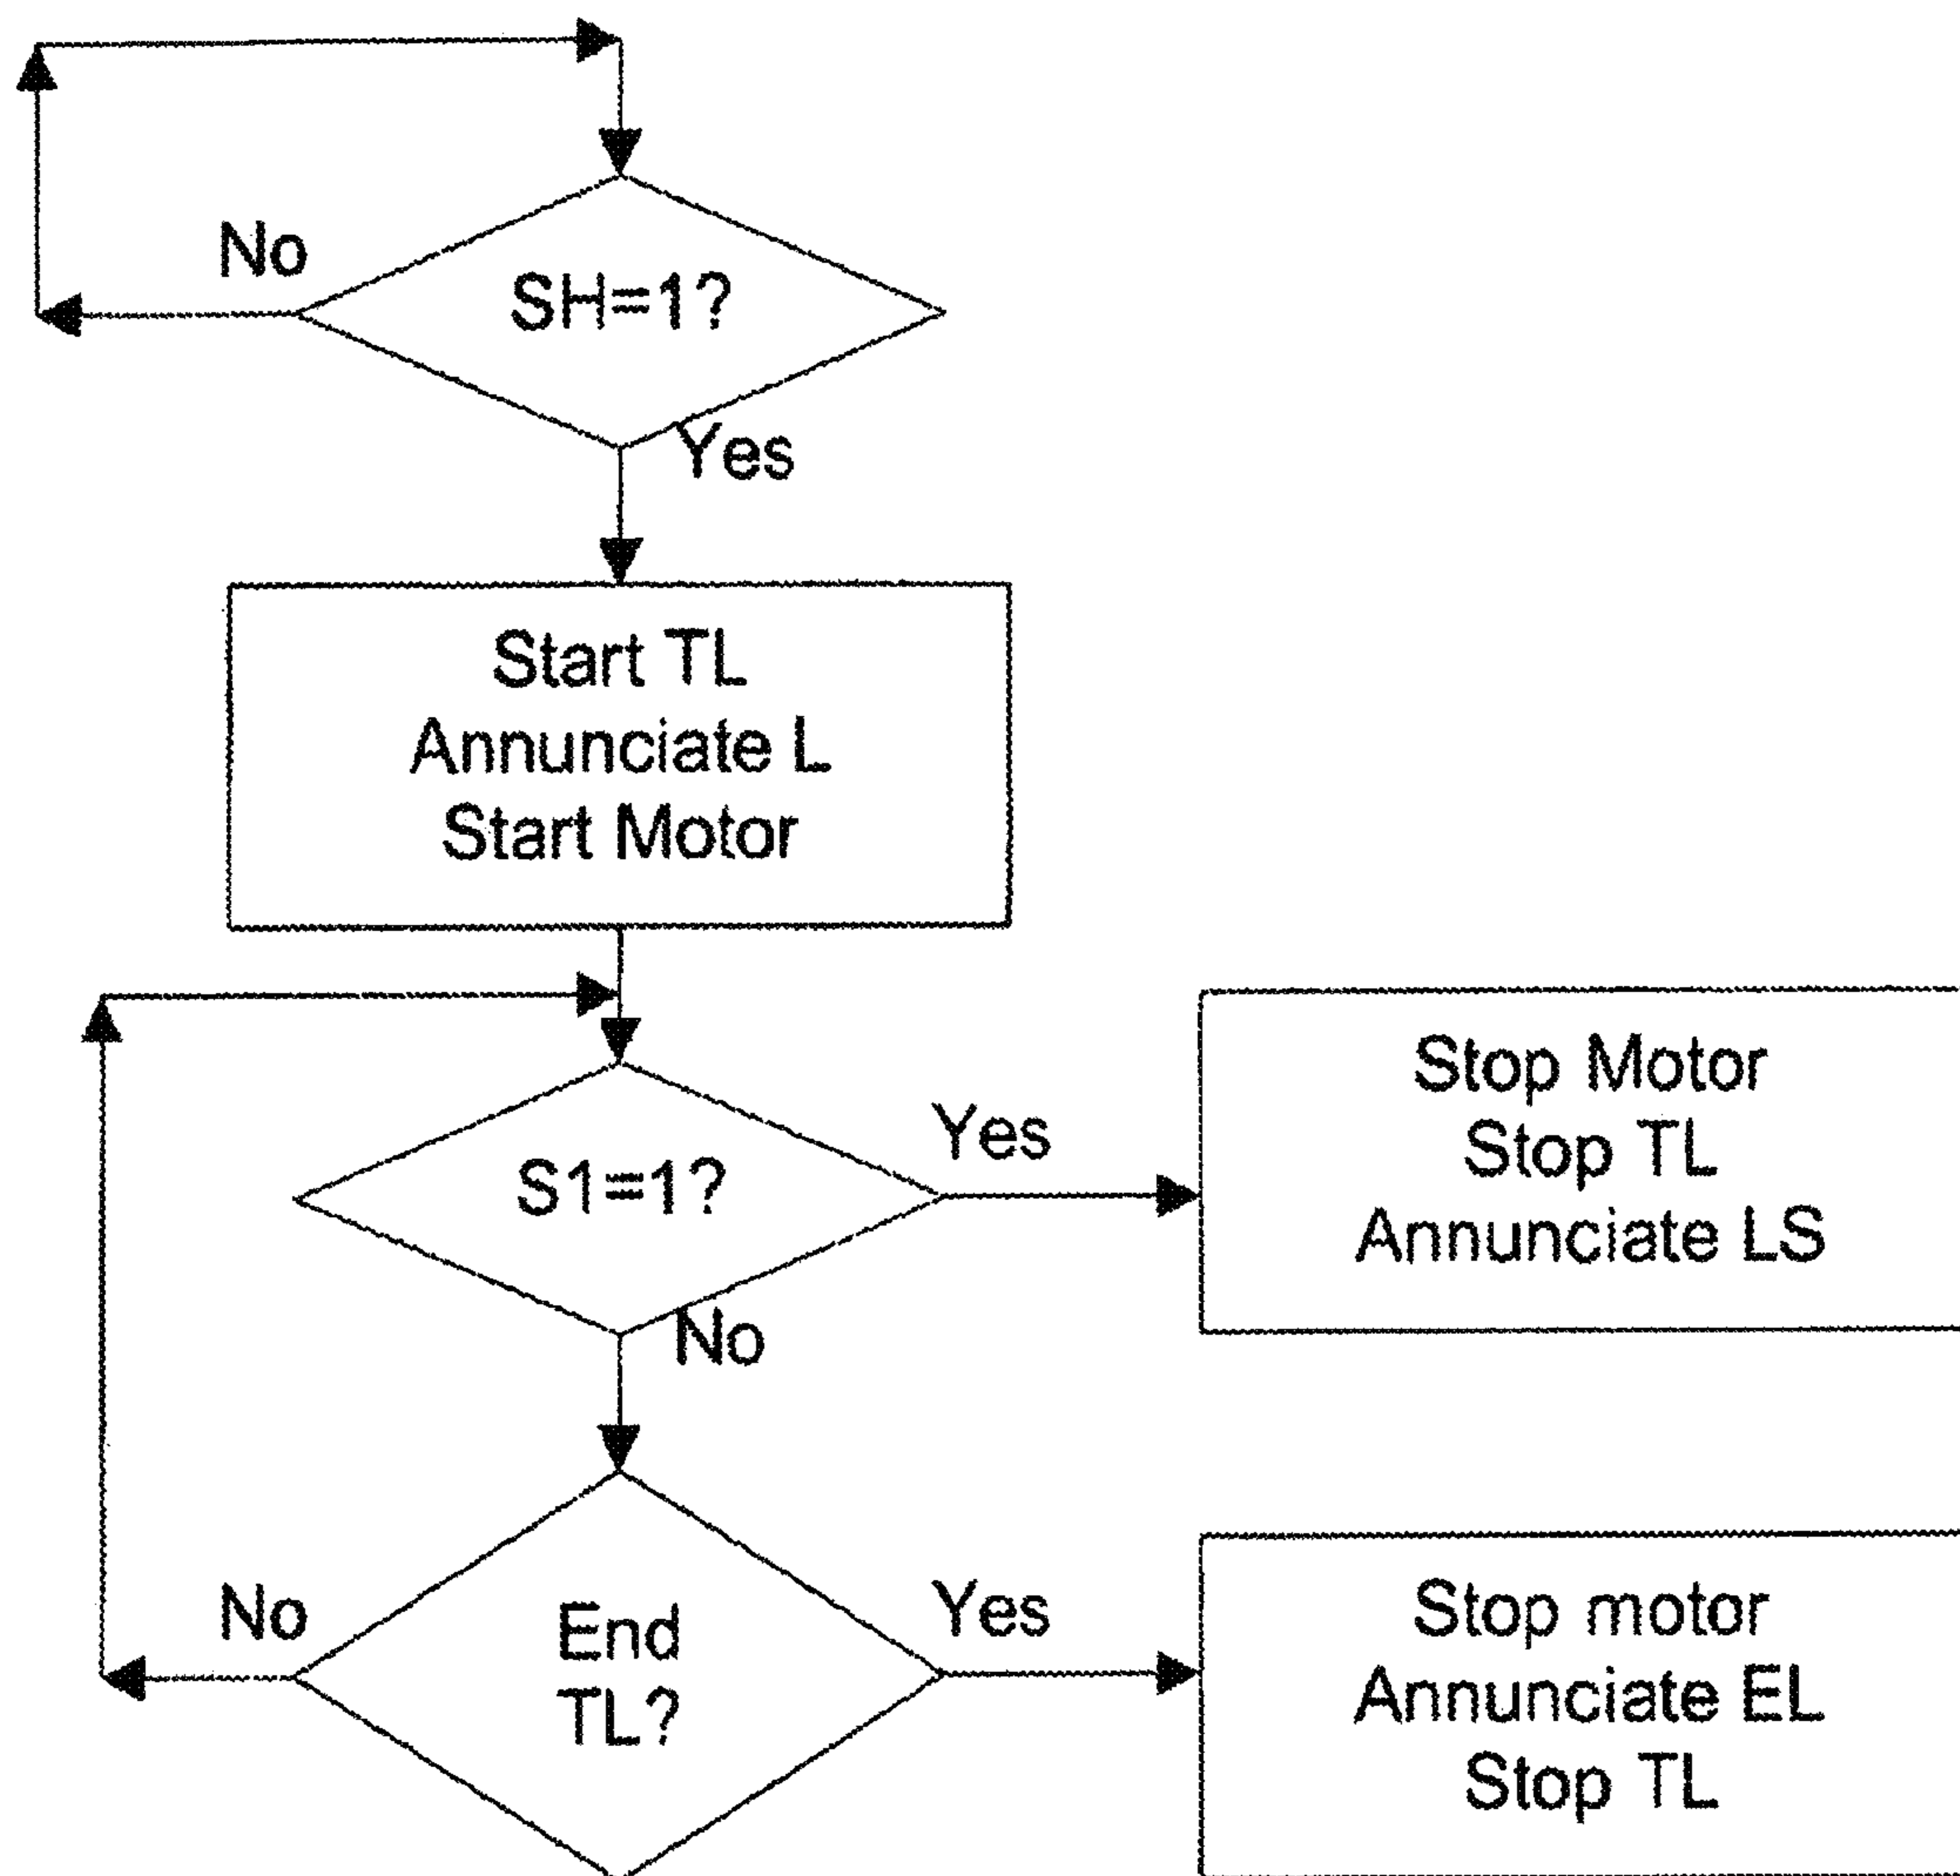 No
SH=1?
Yes
Start TL
Annunciate L
Start Motor
S1=1?
Yes
No
Stop Motor
Stop TL
Annunciate LS
No
End
TL?
Yes
Stop motor
Annunciate EL
Stop TL